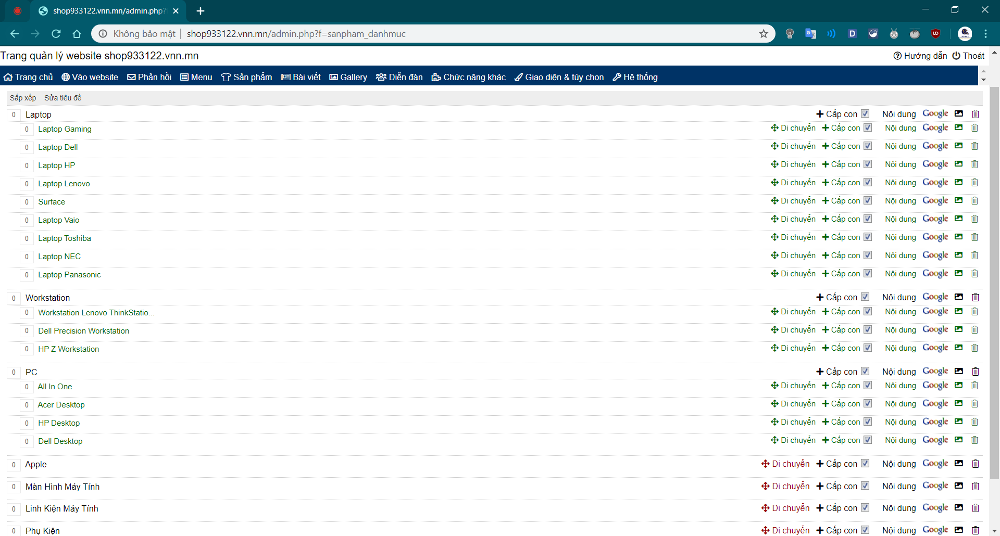 shop933122.vnn.mn/admin.php?
Không bảo mật | shop933122.vnn.mn/admin.php?f=sanpham_danhmuc
Trang quản lý website shop933122.vnn.mn Hướng dẫn Thoát
Trang chủ Vào website Phản hồi Menu Sản phẩm Bài viết Gallery Diễn đàn Chức năng khác Giao diện & tùy chọn Hệ thống
Sắp xếp Sửa tiêu đề
0 Laptop Cấp con Nội dung Google
0 Laptop Gaming Di chuyển Cấp con Nội dung Google
0 Laptop Dell Di chuyển Cấp con Nội dung Google
0 Laptop HP Di chuyển Cấp con Nội dung Google
0 Laptop Lenovo Di chuyển Cấp con Nội dung Google
0 Surface Di chuyển Cấp con Nội dung Google
0 Laptop Vaio Di chuyển Cấp con Nội dung Google
0 Laptop Toshiba Di chuyển Cấp con Nội dung Google
0 Laptop NEC Di chuyển Cấp con Nội dung Google
0 Laptop Panasonic Di chuyển Cấp con Nội dung Google
0 Workstation Cấp con Nội dung Google
0 Workstation Lenovo ThinkStatio... Di chuyển Cấp con Nội dung Google
0 Dell Precision Workstation Di chuyển Cấp con Nội dung Google
0 HP Z Workstation Di chuyển Cấp con Nội dung Google
0 PC Cấp con Nội dung Google
0 All In One Di chuyển Cấp con Nội dung Google
0 Acer Desktop Di chuyển Cấp con Nội dung Google
0 HP Desktop Di chuyển Cấp con Nội dung Google
0 Dell Desktop Di chuyển Cấp con Nội dung Google
0 Apple Di chuyển Cấp con Nội dung Google
0 Màn Hình Máy Tính Di chuyển Cấp con Nội dung Google
0 Linh Kiện Máy Tính Di chuyển Cấp con Nội dung Google
0 Phụ Kiện Di chuyển Cấp con Nội dung Google